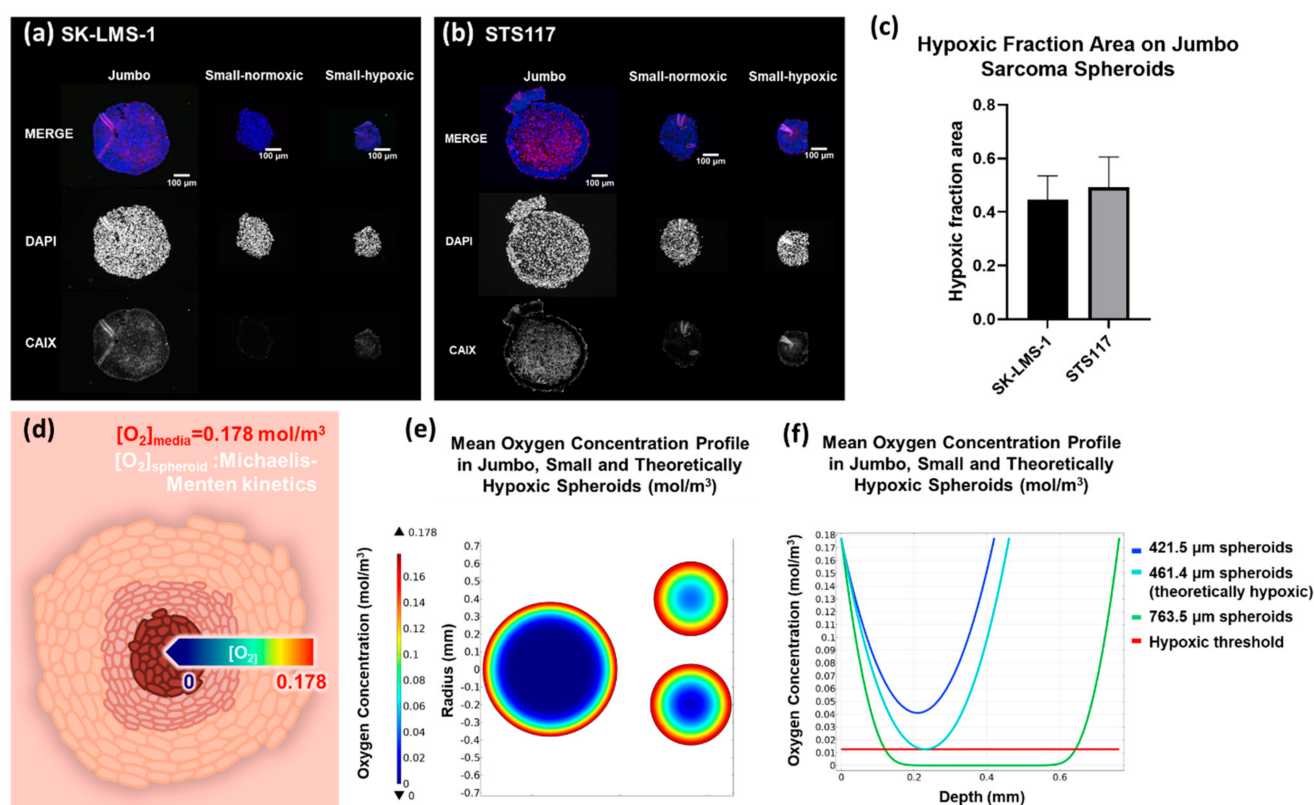 (a) SK-LMS-1
Jumbo Small-normoxic Small-hypoxic
MERGE
100 µm
100 µm
100 µm
DAPI
CAIX
(b) STS117
Jumbo Small-normoxic Small-hypoxic
MERGE
100 µm
100 µm
100 µm
DAPI
CAIX
(c)
Hypoxic Fraction Area on Jumbo
Sarcoma Spheroids
Hypoxic fraction area
0.8
0.6
0.4
0.2
0.0
SK-LMS-1
STS117
(d)
[O₂]media=0.178 mol/m³
[O₂]spheroid :Michaelis-
Menten kinetics
[O₂]
0
0.178
(e)
Mean Oxygen Concentration Profile
in Jumbo, Small and Theoretically
Hypoxic Spheroids (mol/m³)
Oxygen Concentration (mol/m³)
▲ 0.178
0.16
0.14
0.12
0.1
0.08
0.06
0.04
0.02
0
▼ 0
Radius (mm)
0.7
0.6
0.5
0.4
0.3
0.2
0.1
0
-0.1
-0.2
-0.3
-0.4
-0.5
-0.6
-0.7
(f)
Mean Oxygen Concentration Profile
in Jumbo, Small and Theoretically
Hypoxic Spheroids (mol/m³)
Oxygen Concentration (mol/m³)
0.18
0.17
0.16
0.15
0.14
0.13
0.12
0.11
0.10
0.09
0.08
0.07
0.06
0.05
0.04
0.03
0.02
0.01
0
0 0.2 0.4 0.6
Depth (mm)
421.5 µm spheroids
461.4 µm spheroids
(theoretically hypoxic)
763.5 µm spheroids
Hypoxic threshold